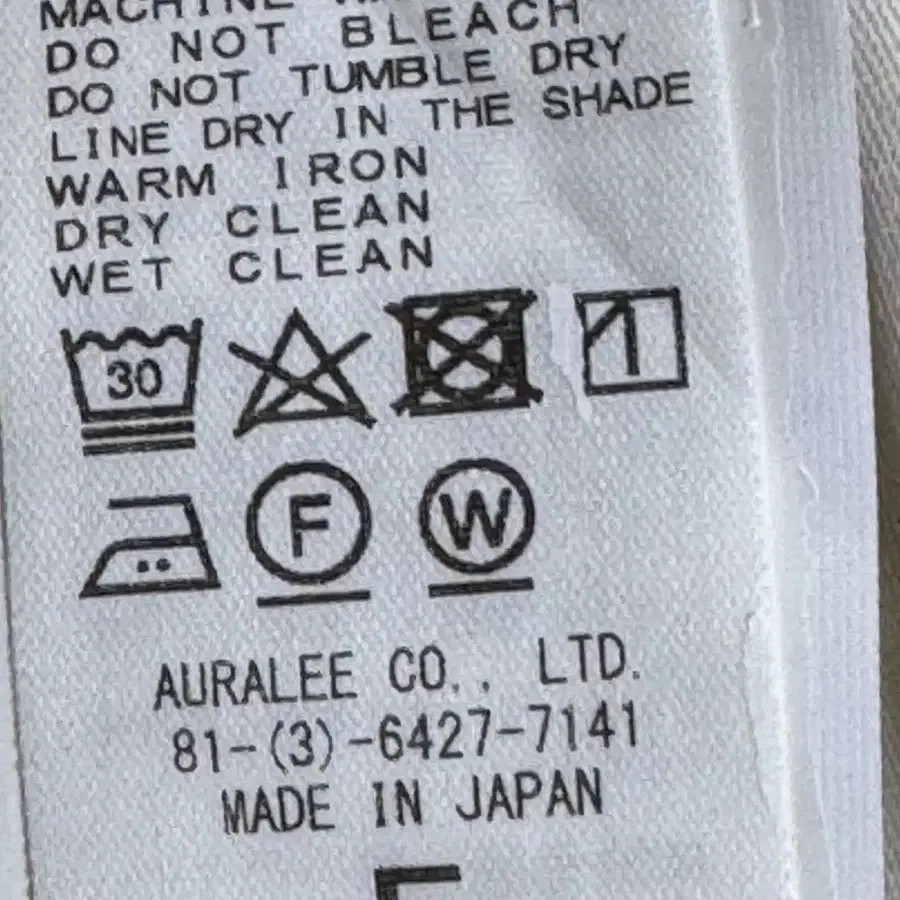 MACHINE
DO NOT BLEACH
DO NOT TUMBLE DRY
LINE DRY IN THE SHADE
WARM IRON
DRY CLEAN
WET CLEAN
30
F W
AURALEE CO., LTD.
81-(3)-6427-7141
MADE IN JAPAN